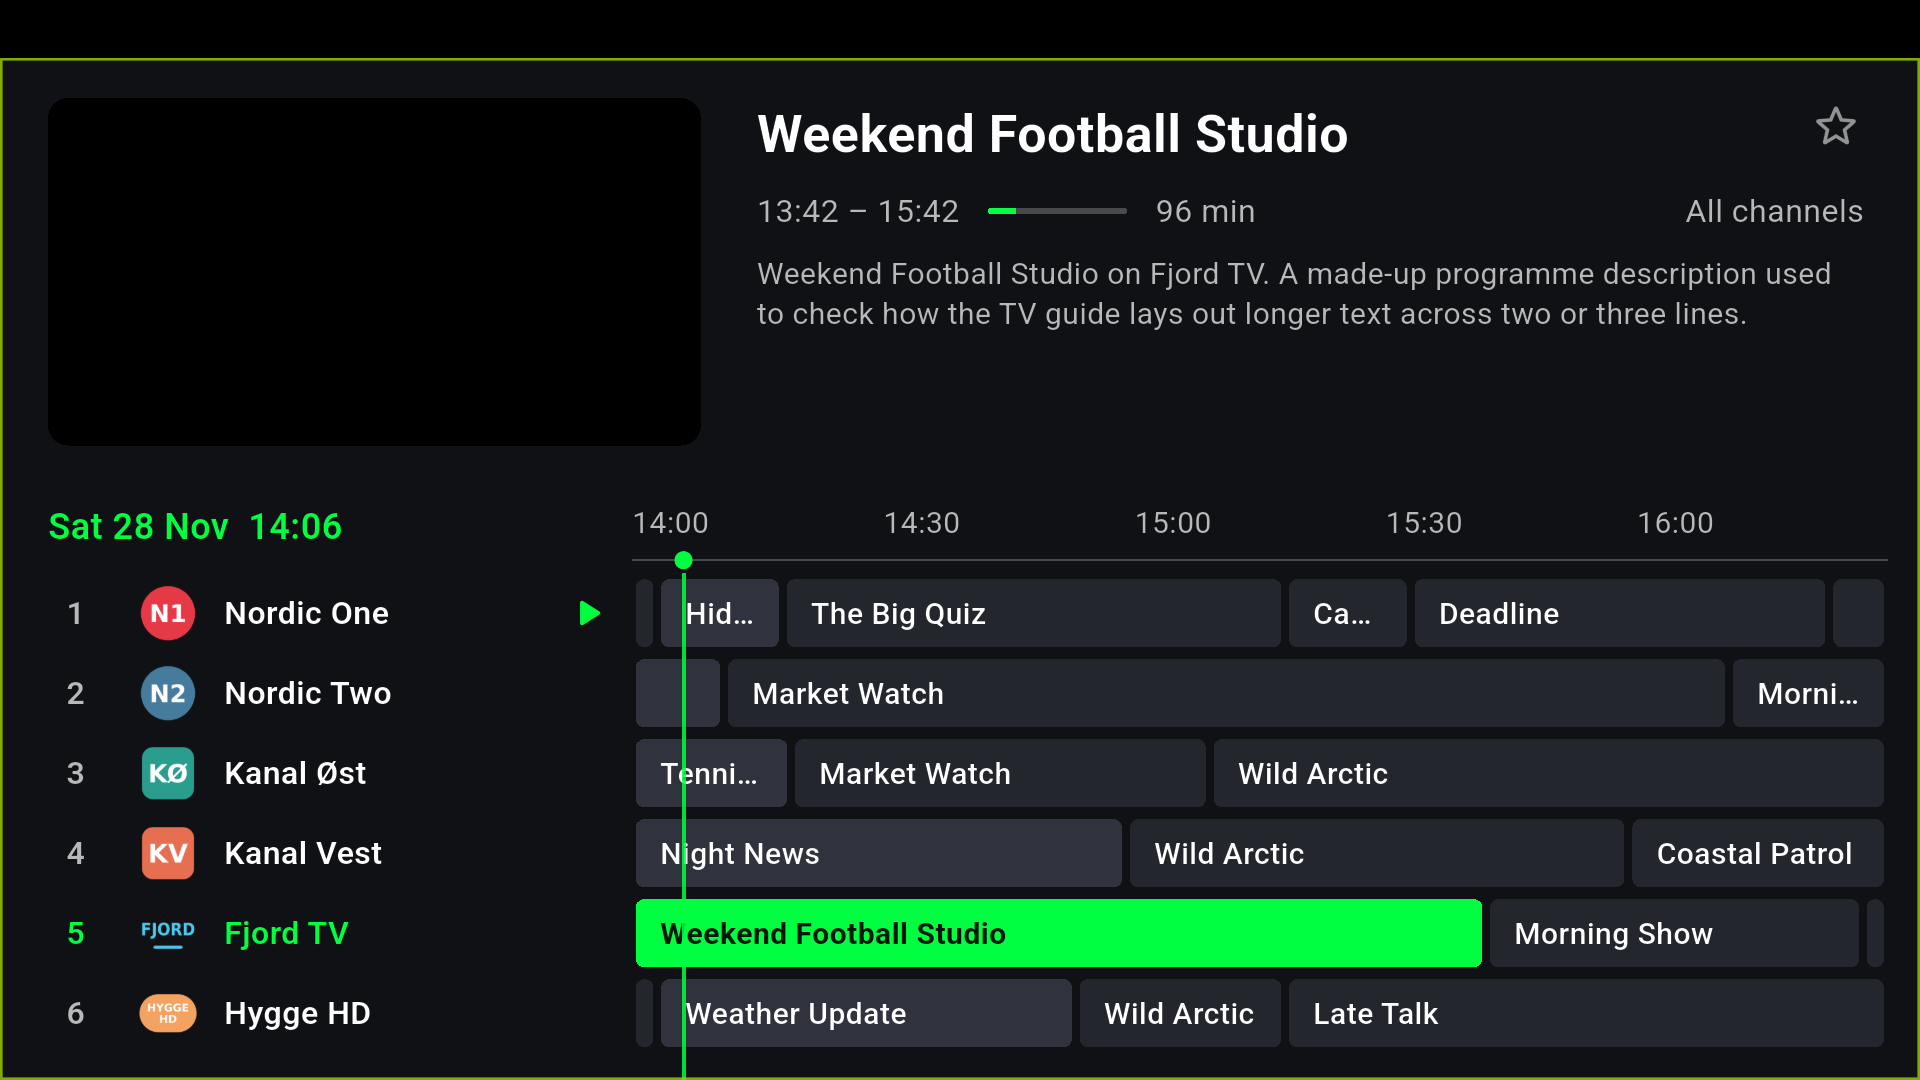 Weekend Football Studio
13:42 – 15:42 96 min All channels
Weekend Football Studio on Fjord TV. A made-up programme description used
to check how the TV guide lays out longer text across two or three lines.
Sat 28 Nov 14:06 14:00 14:30 15:00 15:30 16:00
1 N1 Nordic One Hid... The Big Quiz Ca... Deadline
2 N2 Nordic Two Market Watch Morni...
3 KØ Kanal Øst Tenni... Market Watch Wild Arctic
4 KV Kanal Vest Night News Wild Arctic Coastal Patrol
5 FJORD Fjord TV Weekend Football Studio Morning Show
6 HYGGE HD Hygge HD Weather Update Wild Arctic Late Talk